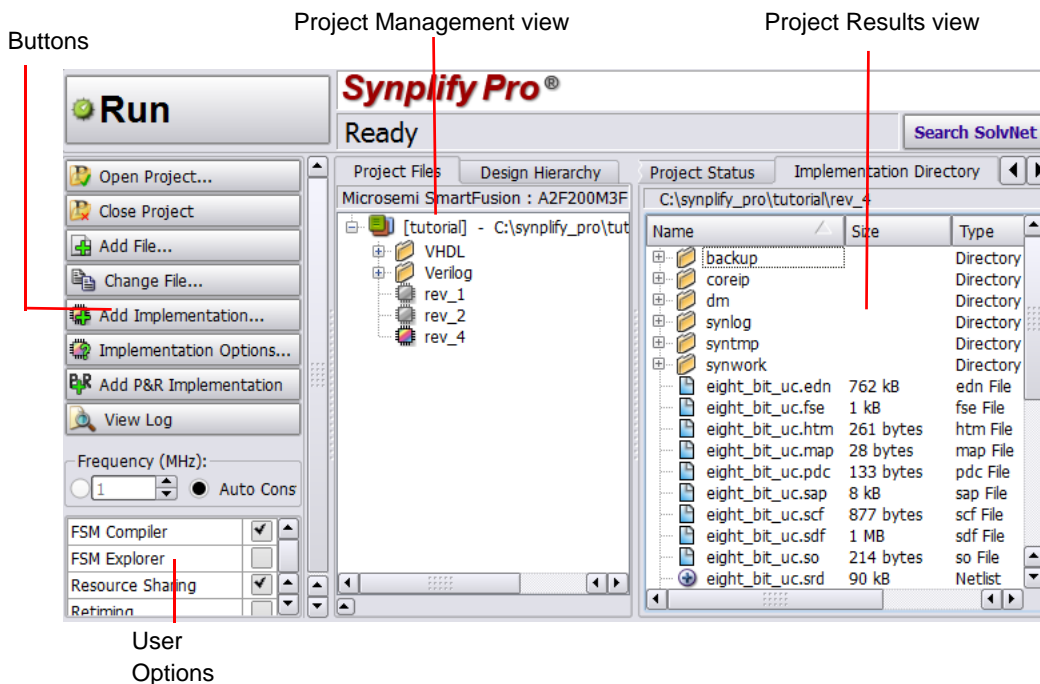 Project Management view
Project Results view
Buttons
Run
Synplify Pro®
Ready
Search SolvNet
Open Project...
Close Project
Add File...
Change File...
Add Implementation...
Implementation Options...
P&R Add P&R Implementation
View Log
Frequency (MHz):
1 Auto Cons
FSM Compiler
FSM Explorer
Resource Sharing
Retiming
Project Files Design Hierarchy
Microsemi SmartFusion : A2F200M3F
[tutorial] - C:\synplify_pro\tut
VHDL
Verilog
rev_1
rev_2
rev_4
Project Status Implementation Directory
C:\synplify_pro\tutorial\rev_4
Name Size Type
backup Directory
coreip Directory
dm Directory
synlog Directory
syntmp Directory
synwork Directory
eight_bit_uc.edn 762 kB edn File
eight_bit_uc.fse 1 kB fse File
eight_bit_uc.htm 261 bytes htm File
eight_bit_uc.map 28 bytes map File
eight_bit_uc.pdc 133 bytes pdc File
eight_bit_uc.sap 8 kB sap File
eight_bit_uc.scf 877 bytes scf File
eight_bit_uc.sdf 1 MB sdf File
eight_bit_uc.so 214 bytes so File
eight_bit_uc.srd 90 kB Netlist
User
Options